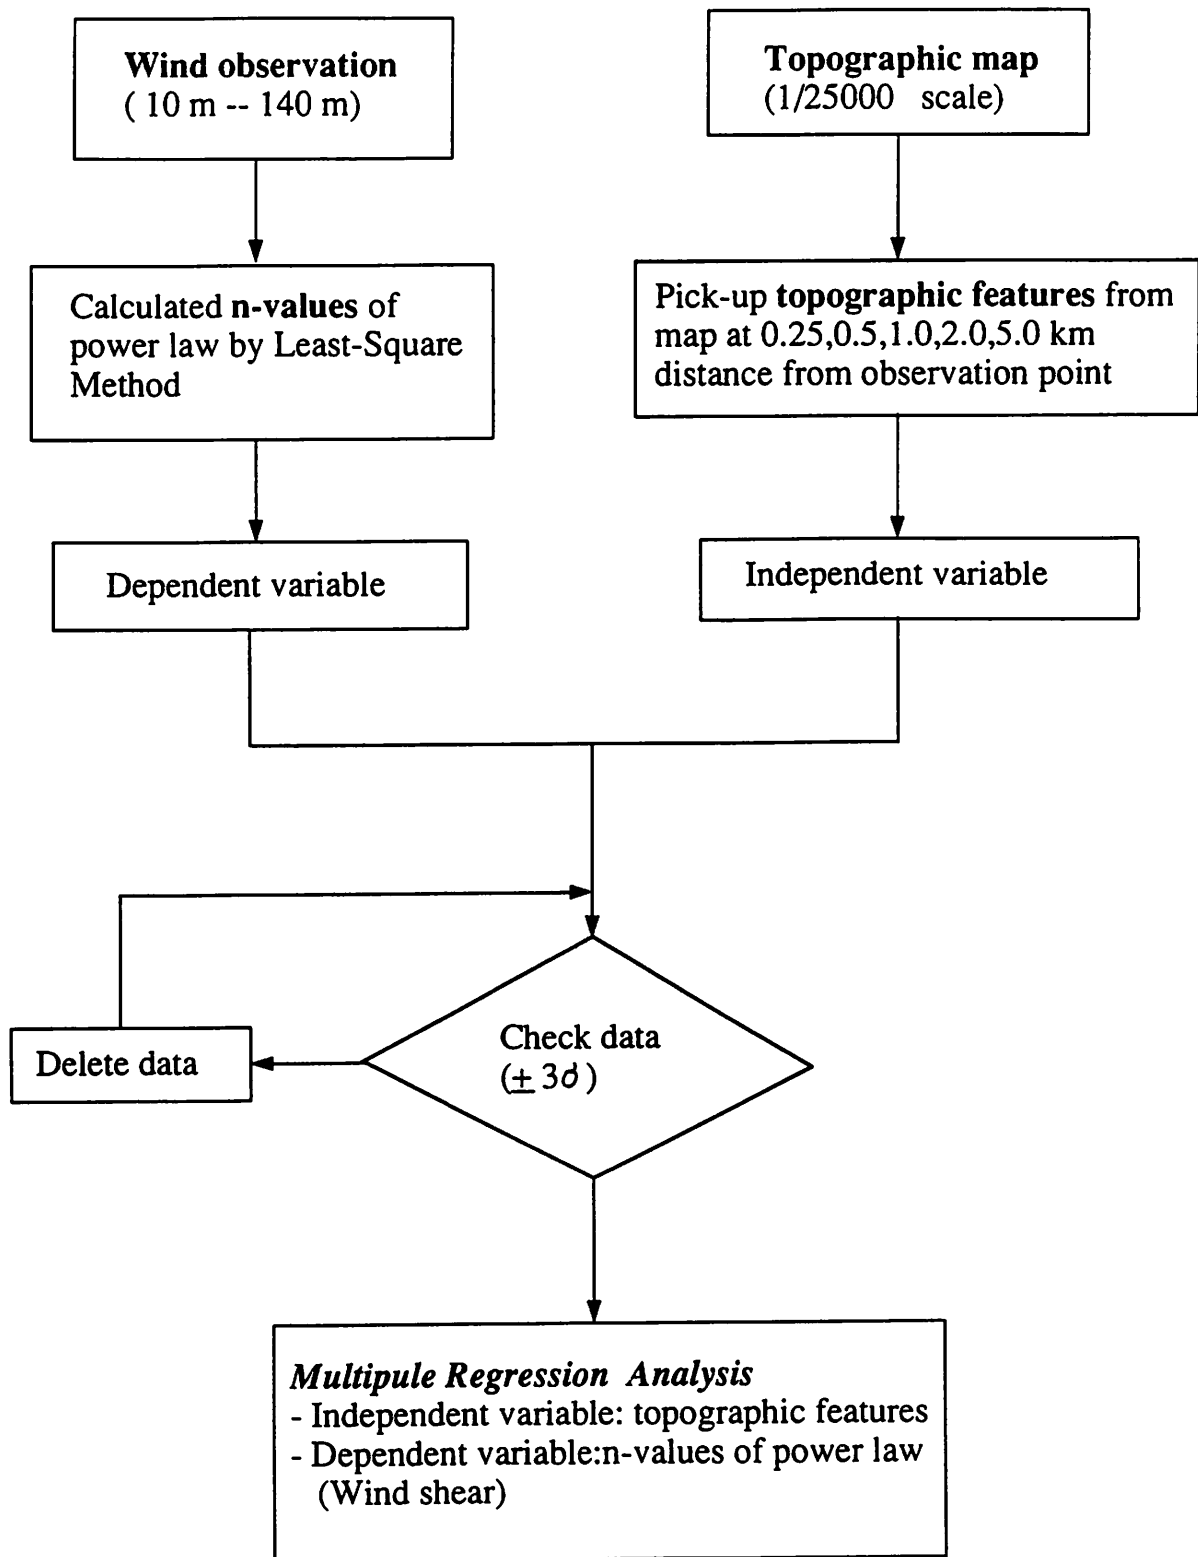 Wind observation
( 10 m -- 140 m)
Topographic map
(1/25000 scale)
Calculated n-values of
power law by Least-Square
Method
Pick-up topographic features from
map at 0.25,0.5,1.0,2.0,5.0 km
distance from observation point
Dependent variable
Independent variable
Check data
(± 3σ)
Delete data
Multipule Regression Analysis
- Independent variable: topographic features
- Dependent variable:n-values of power law
(Wind shear)